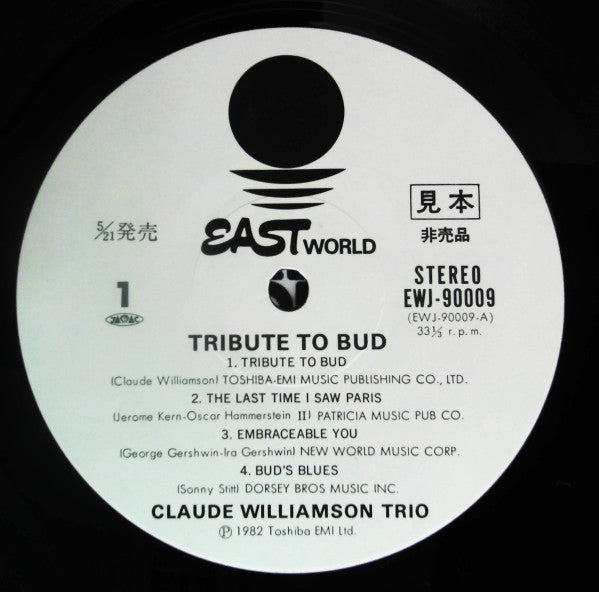 EAST WORLD
5/21発売
見本
非売品
1
JASRAC
STEREO
EWJ-90009
(EWJ-90009-A)
33⅓ r.p.m.
TRIBUTE TO BUD
1. TRIBUTE TO BUD
(Claude Williamson) TOSHIBA-EMI MUSIC PUBLISHING CO., LTD.
2. THE LAST TIME I SAW PARIS
(Jerome Kern-Oscar Hammerstein II) PATRICIA MUSIC PUB CO.
3. EMBRACEABLE YOU
(George Gershwin-Ira Gershwin) NEW WORLD MUSIC CORP.
4. BUD'S BLUES
(Sonny Stitt) DORSEY BROS MUSIC INC.
CLAUDE WILLIAMSON TRIO
Ⓟ 1982 Toshiba EMI Ltd.